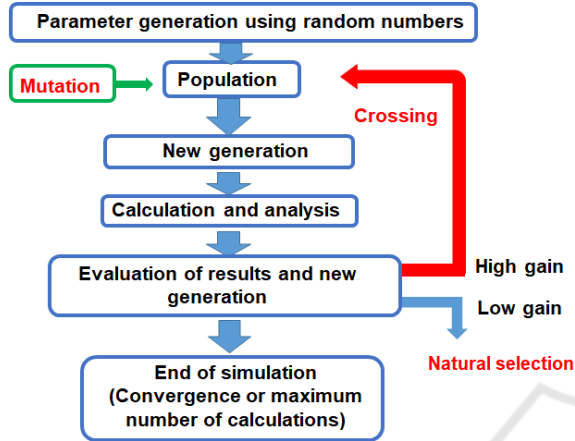 Parameter generation using random numbers
Mutation
Population
Crossing
New generation
Calculation and analysis
Evaluation of results and new
generation
High gain
Low gain
Natural selection
End of simulation
(Convergence or maximum
number of calculations)